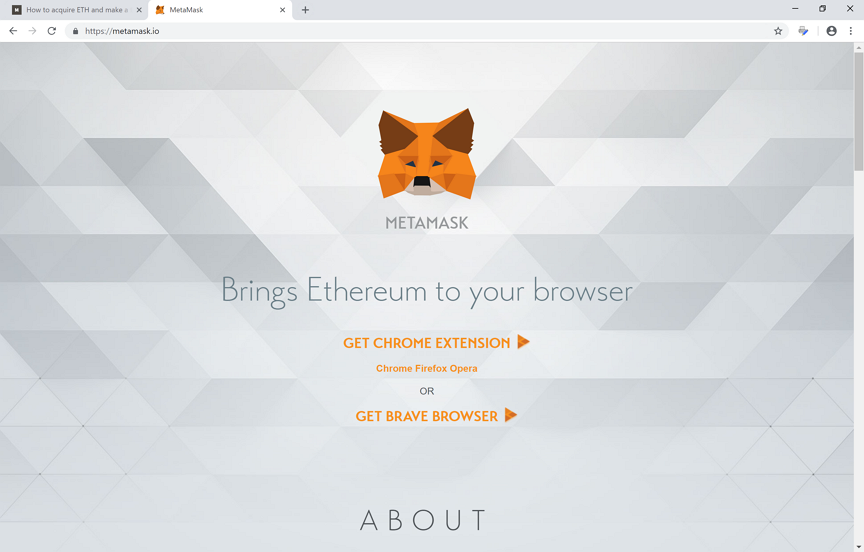 How to acquire ETH and make a
MetaMask
https://metamask.io
METAMASK
Brings Ethereum to your browser
GET CHROME EXTENSION
Chrome Firefox Opera
OR
GET BRAVE BROWSER
ABOUT